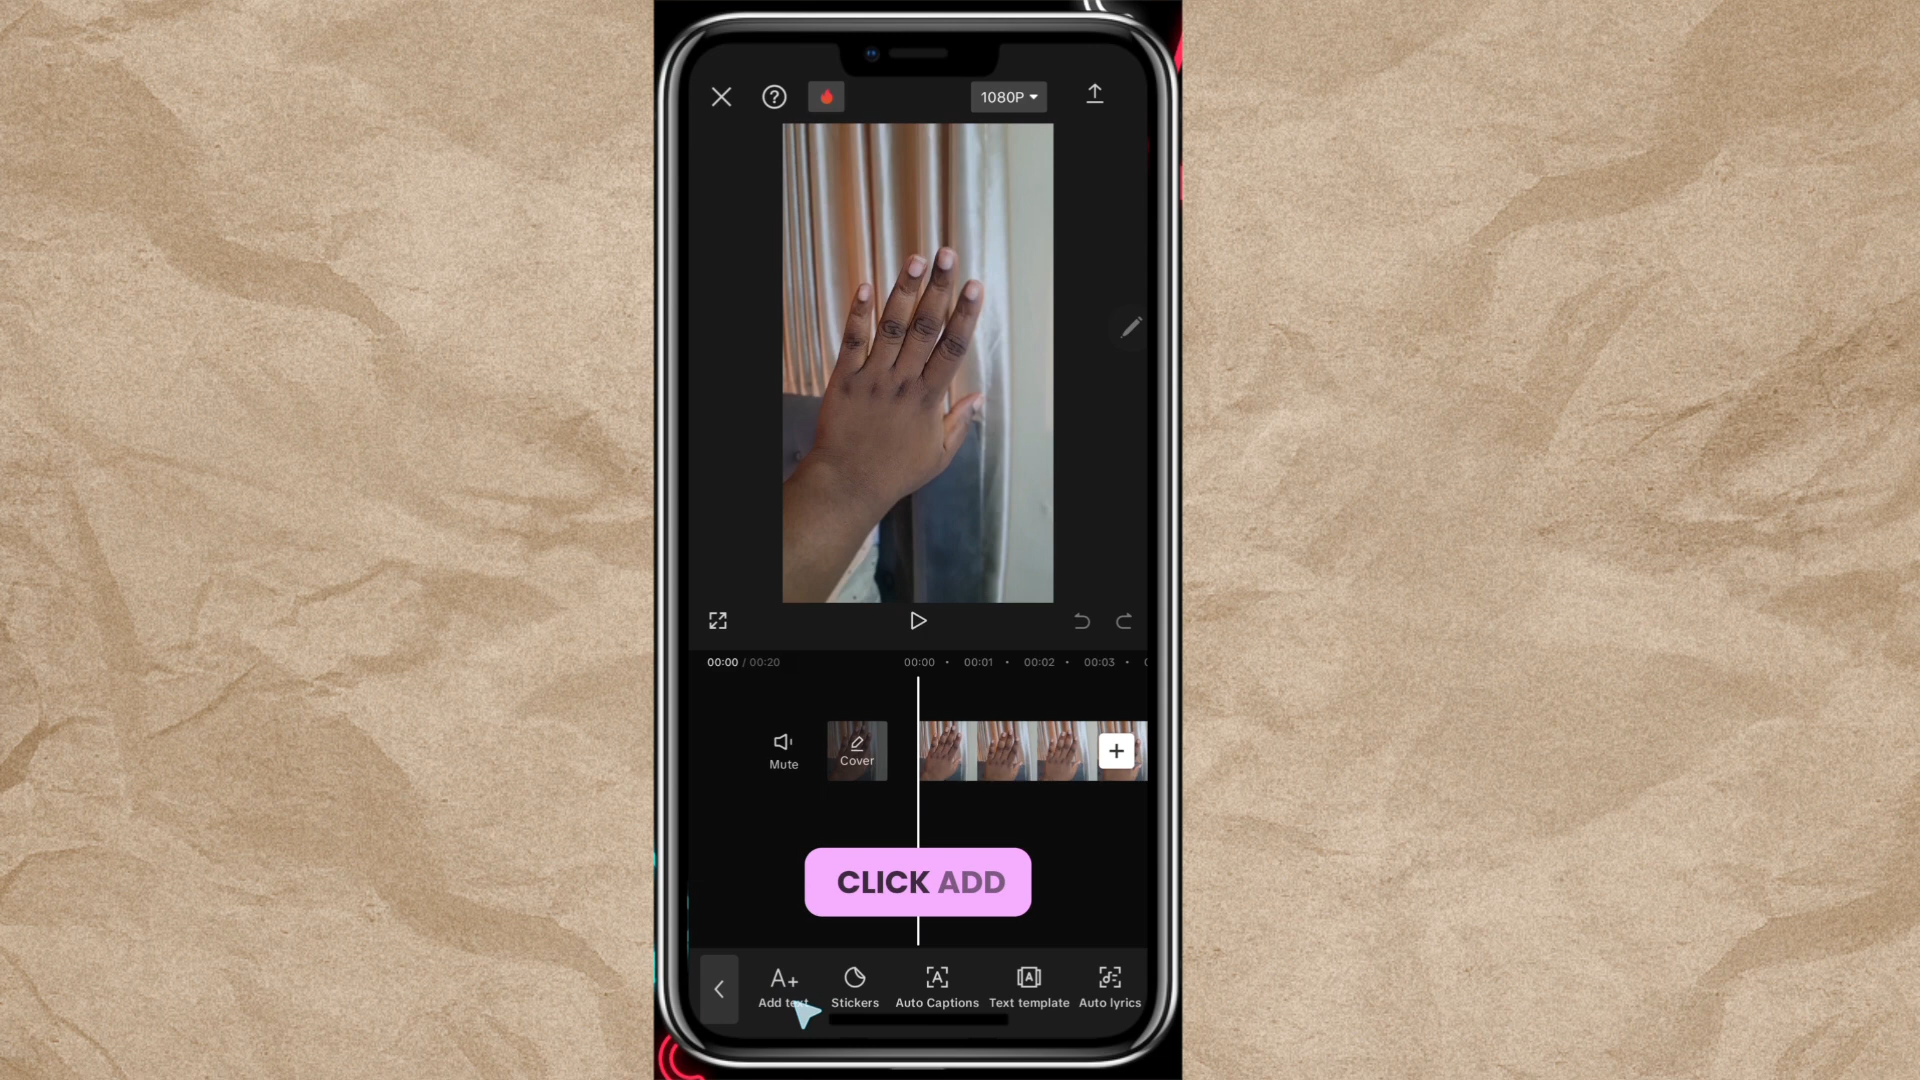 1080P
00:00 / 00:20
00:00 00:01 00:02 00:03
Mute
Cover
CLICK ADD
Add text
Stickers
Auto Captions
Text template
Auto lyrics